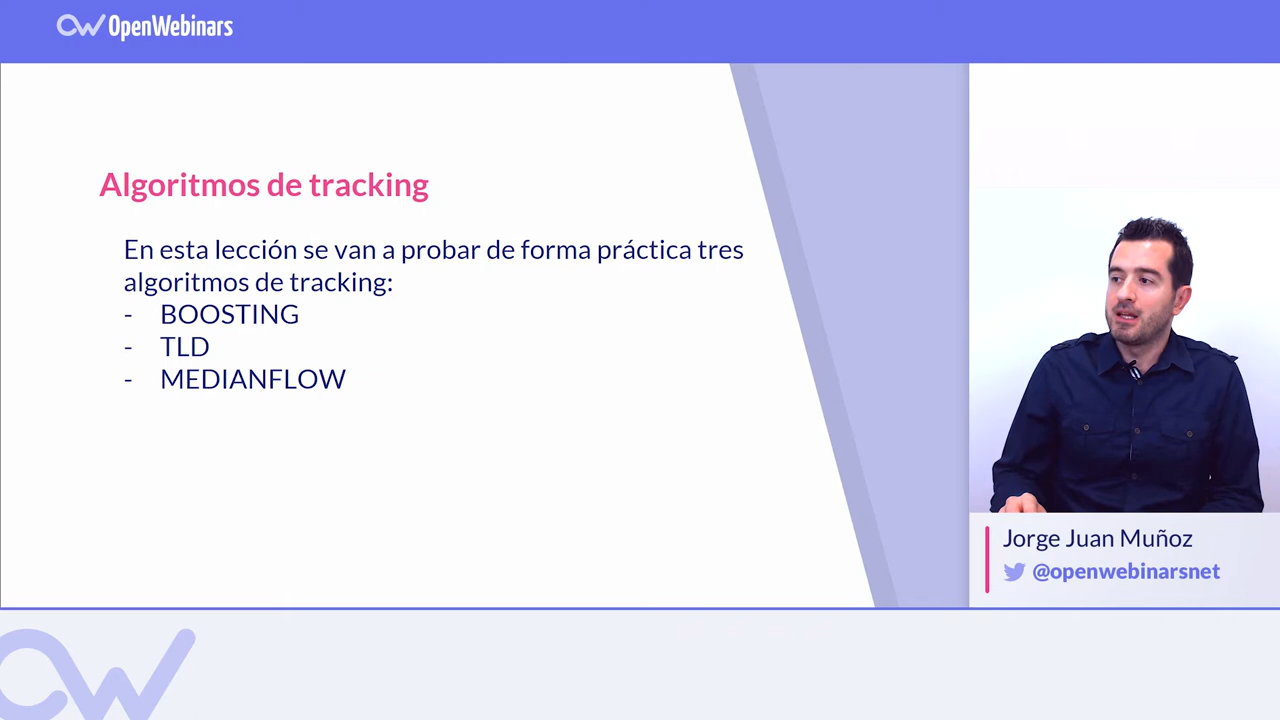 OpenWebinars
Algoritmos de tracking
En esta lección se van a probar de forma práctica tres
algoritmos de tracking:
- BOOSTING
- TLD
- MEDIANFLOW
Jorge Juan Muñoz
@openwebinarsnet